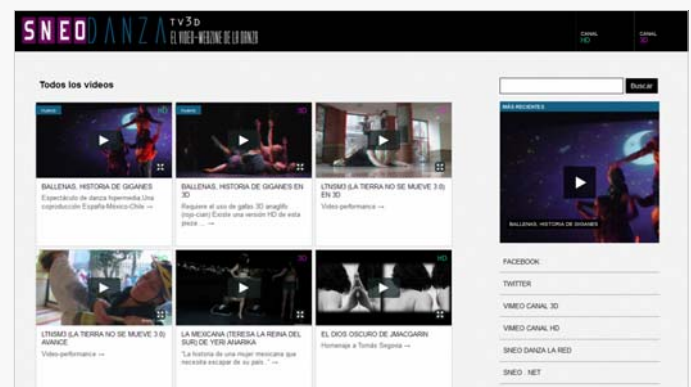 SNEODANZA TV3D
EL VIDEO-WEBZINE DE LA DANZA
CANAL HD
CANAL 3D
Todos los videos
Buscar
nuevo
HD
BALLENAS, HISTORIA DE GIGANES
Espectáculo de danza hipermedia.Una
coproducción España-México-Chile →
nuevo
3D
BALLENAS, HISTORIA DE GIGANES EN
3D
Requiere el uso de gafas 3D anaglifo
(rojo-cian) Existe una versión HD de esta
pieza ... →
LTNSM3 (LA TIERRA NO SE MUEVE 3.0)
EN 3D
Video-performance →
LTNSM3 (LA TIERRA NO SE MUEVE 3.0)
AVANCE
Video-performance →
3D
LA MEXICANA (TERESA LA REINA DEL
SUR) DE YERI ANARIKA
"La historia de una mujer mexicana que
necesita escapar de su país ." →
HD
EL DIOS OSCURO DE JMACGARIN
Homenaje a Tomás Segovia →
MÁS RECIENTES
BALLENAS, HISTORIA DE GIGANES
FACEBOOK
TWITTER
VIMEO CANAL 3D
VIMEO CANAL HD
SNEO DANZA LA RED
SNEO .NET